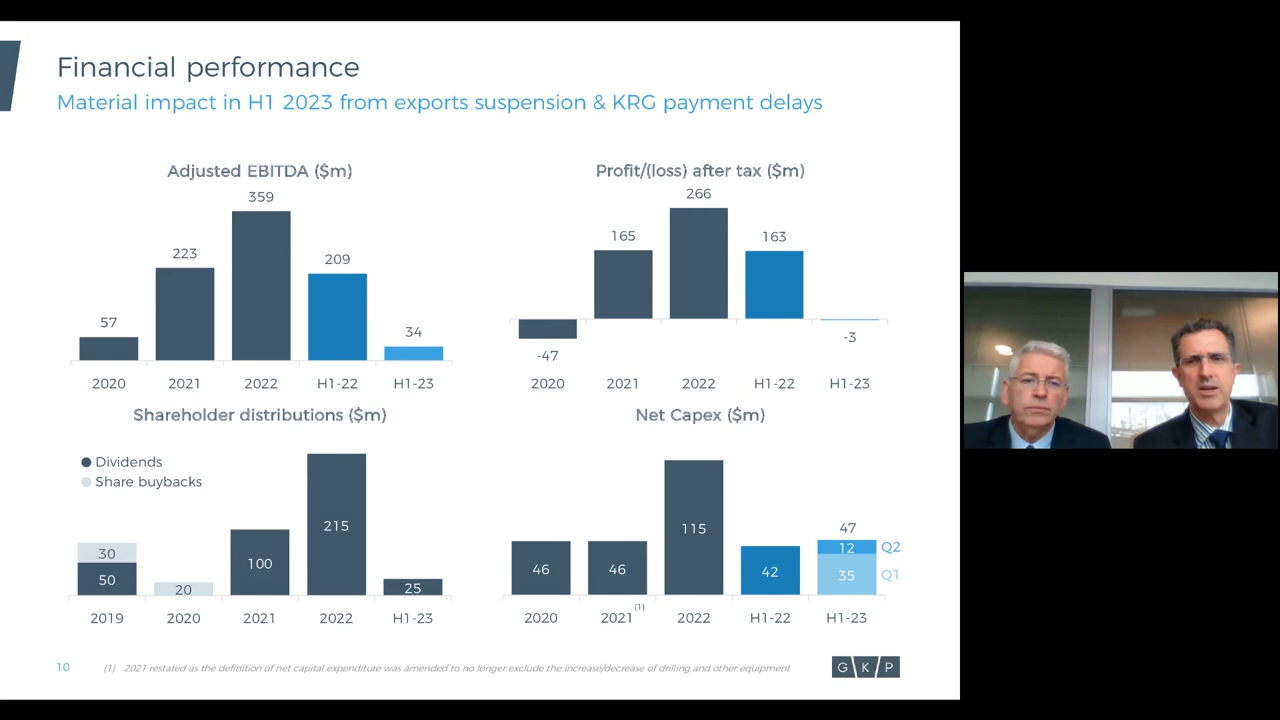 Financial performance
Material impact in H1 2023 from exports suspension & KRG payment delays
Adjusted EBITDA ($m)
359
223
209
57
34
2020 2021 2022 H1-22 H1-23
Profit/(loss) after tax ($m)
266
165
163
-3
-47
2020 2021 2022 H1-22 H1-23
Shareholder distributions ($m)
Dividends
Share buybacks
215
30
100
50
20
25
2019 2020 2021 2022 H1-23
Net Capex ($m)
115
47
12 Q2
46 46 42 35 Q1
(1)
2020 2021 2022 H1-22 H1-23
10
(1) 2021 restated as the definition of net capital expenditure was amended to no longer exclude the increase/decrease of drilling and other equipment
GKP